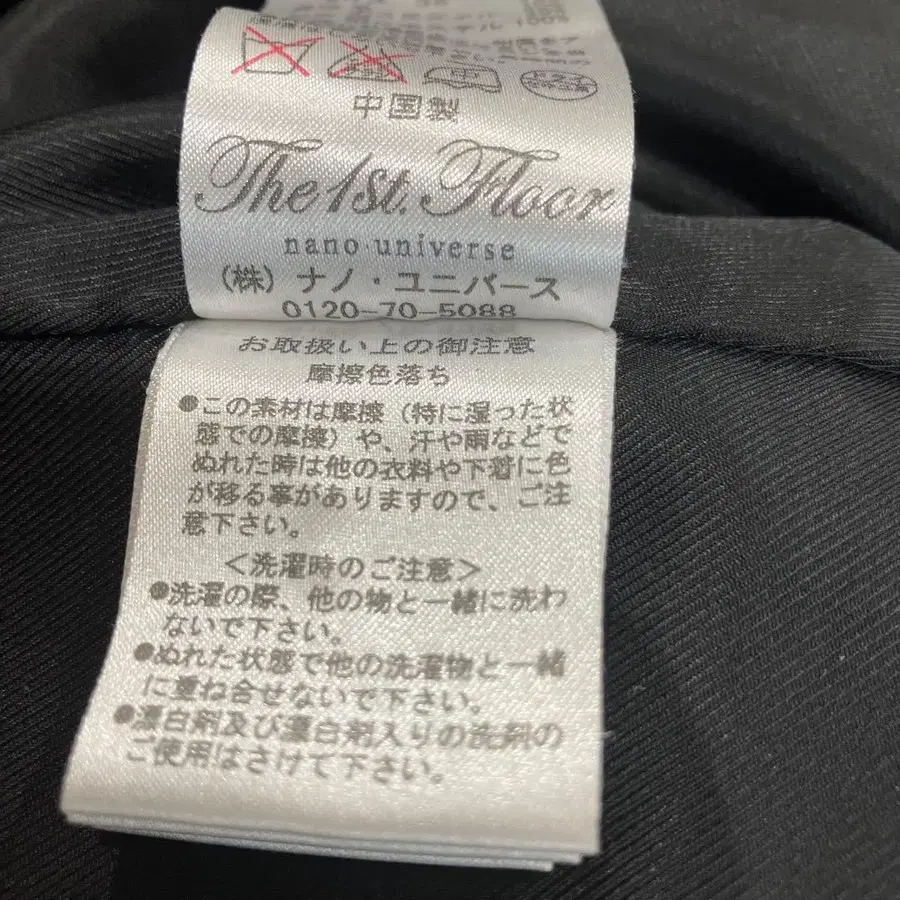 100%
中国製
The 1st. Floor
nano・universe
（株）ナノ・ユニバース
0120-70-5088
お取扱い上の御注意
摩擦色落ち
●この素材は摩擦（特に湿った状
態での摩擦）や、汗や雨などで
ぬれた時は他の衣料や下着に色
が移る事がありますので、ご注
意下さい。
＜洗濯時のご注意＞
●洗濯の際、他の物と一緒に洗わ
ないで下さい。
●ぬれた状態で他の洗濯物と一緒
に重ね合せないで下さい。
●漂白剤及び漂白剤入りの洗剤の
ご使用はさけて下さい。